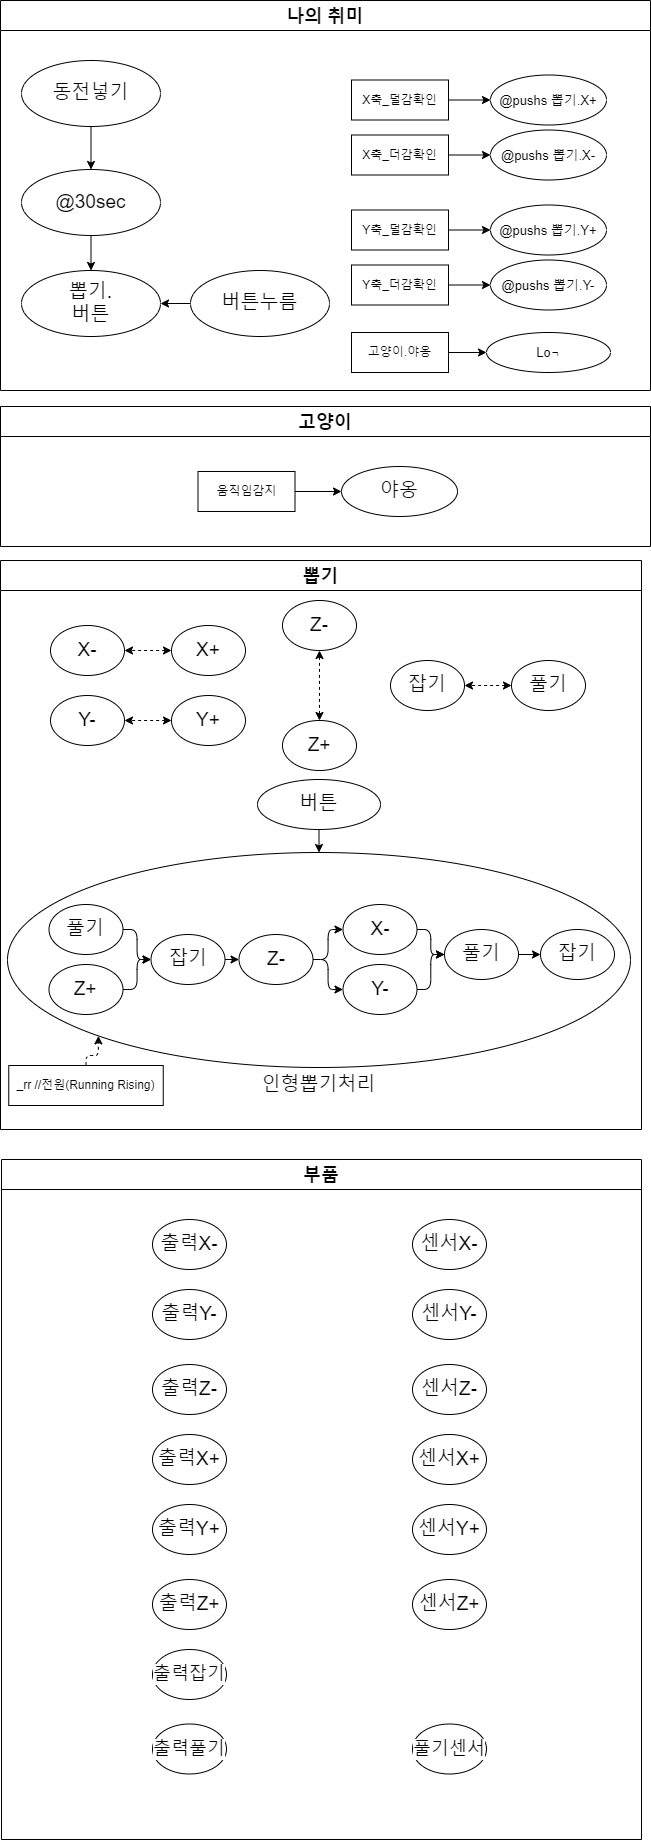 나의 취미
동전넣기
@30sec
뽑기.
버튼
버튼누름
X축_덜감확인
@pushs 뽑기.X+
X축_더감확인
@pushs 뽑기.X-
Y축_덜감확인
@pushs 뽑기.Y+
Y축_더감확인
@pushs 뽑기.Y-
고양이.야옹
Lo¬
고양이
움직임감지
야옹
뽑기
X-
X+
Y-
Y+
Z-
Z+
잡기
풀기
버튼
풀기
Z+
잡기
Z-
X-
Y-
풀기
잡기
_rr //전원(Running Rising)
인형뽑기처리
부품
출력X-
센서X-
출력Y-
센서Y-
출력Z-
센서Z-
출력X+
센서X+
출력Y+
센서Y+
출력Z+
센서Z+
출력잡기
출력풀기
풀기센서